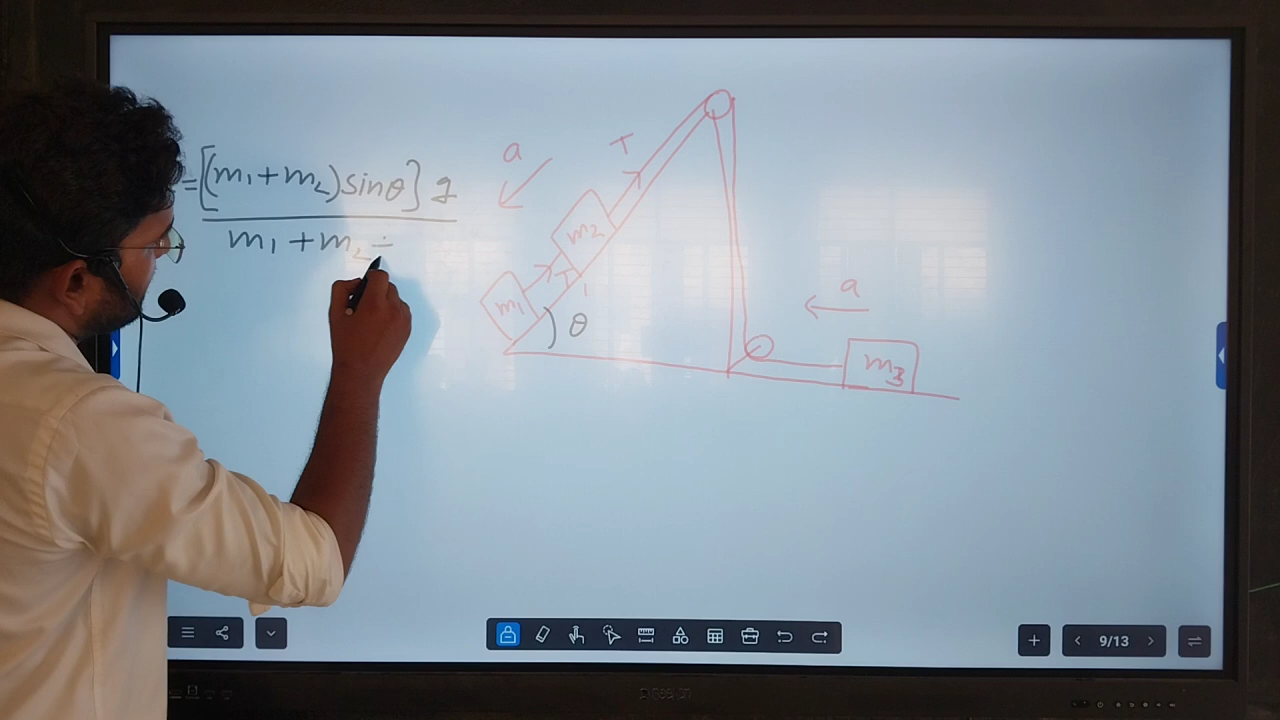 =[(m₁+m₂)sinθ] g
m₁+m₂
a
T
m₂
m₁
T
θ
a
m₃
9/13